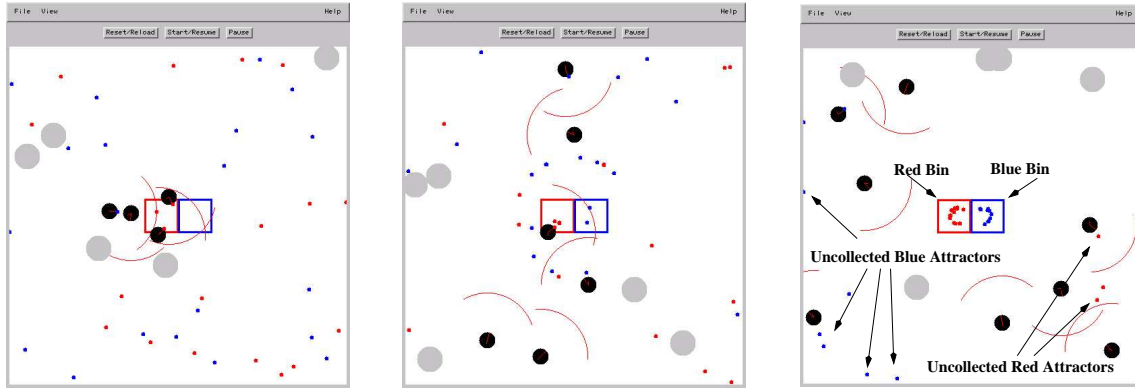 File View Help
Reset/Reload Start/Resume Pause
File View Help
Reset/Reload Start/Resume Pause
File View Help
Reset/Reload Start/Resume Pause
Red Bin Blue Bin
Uncollected Blue Attractors
Uncollected Red Attractors